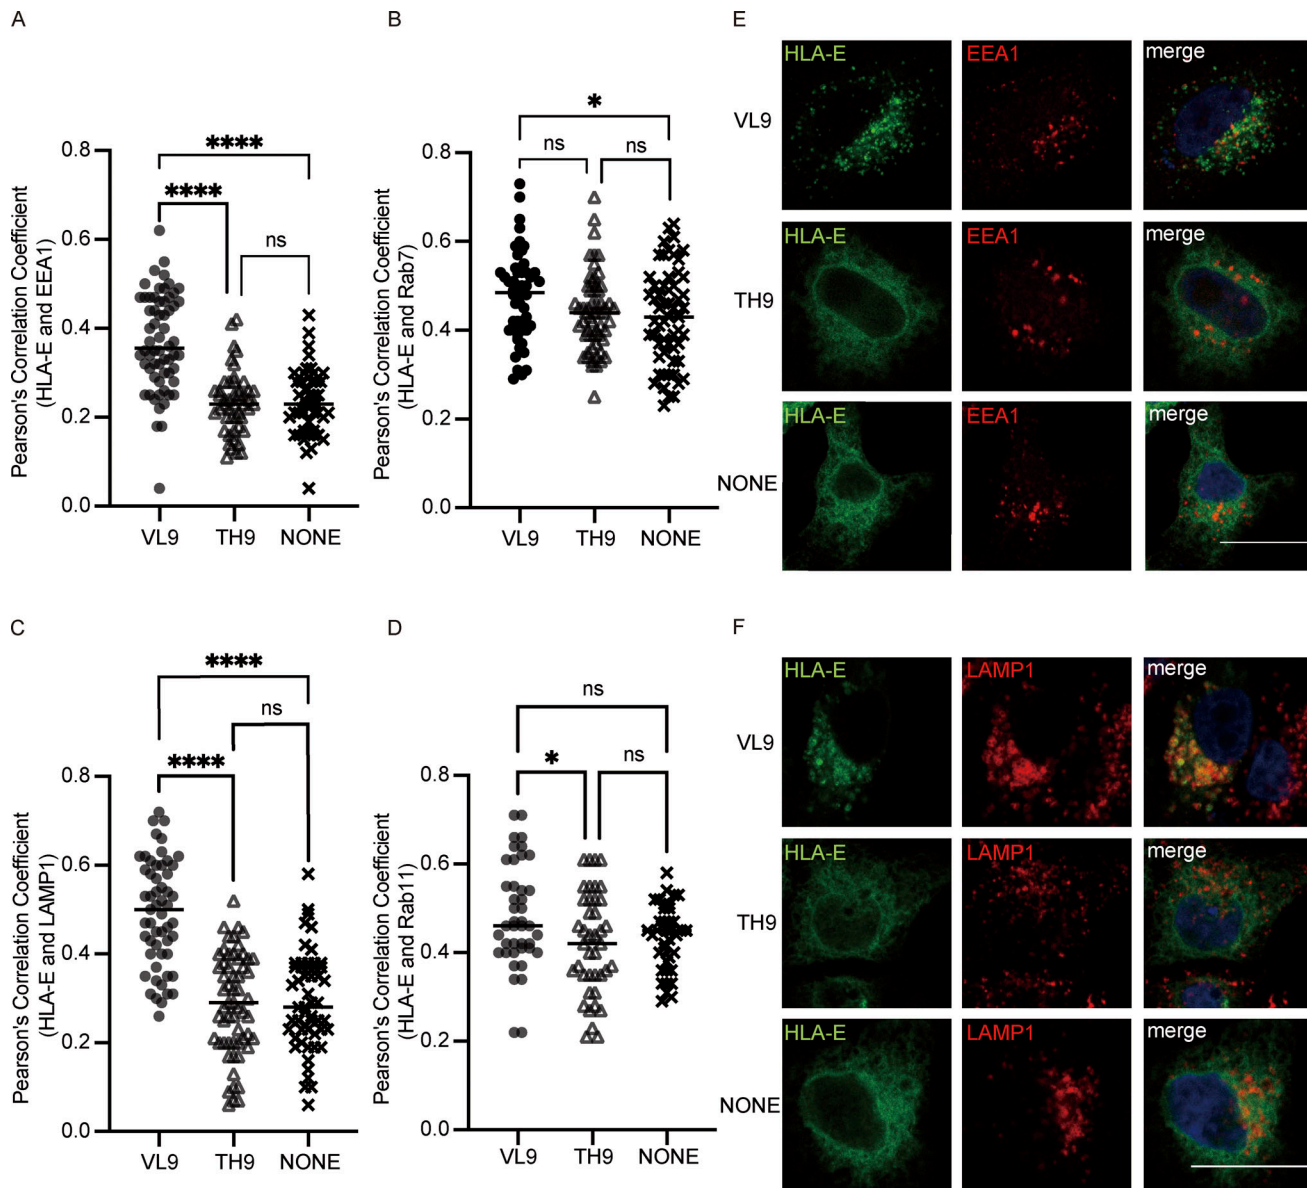 A
Pearson's Correlation Coefficient
(HLA-E and EEA1)
0.8
0.6
0.4
0.2
0.0
****
****
ns
VL9 TH9 NONE
B
Pearson's Correlation Coefficient
(HLA-E and Rab7)
0.8
0.6
0.4
0.2
0.0
*
ns ns
VL9 TH9 NONE
C
Pearson's Correlation Coefficient
(HLA-E and LAMP1)
0.8
0.6
0.4
0.2
0.0
****
ns
****
VL9 TH9 NONE
D
Pearson's Correlation Coefficient
(HLA-E and Rab11)
0.8
0.6
0.4
0.2
0.0
ns
* ns
VL9 TH9 NONE
E
HLA-E EEA1 merge
VL9
HLA-E EEA1 merge
TH9
HLA-E EEA1 merge
NONE
F
HLA-E LAMP1 merge
VL9
HLA-E LAMP1 merge
TH9
HLA-E LAMP1 merge
NONE